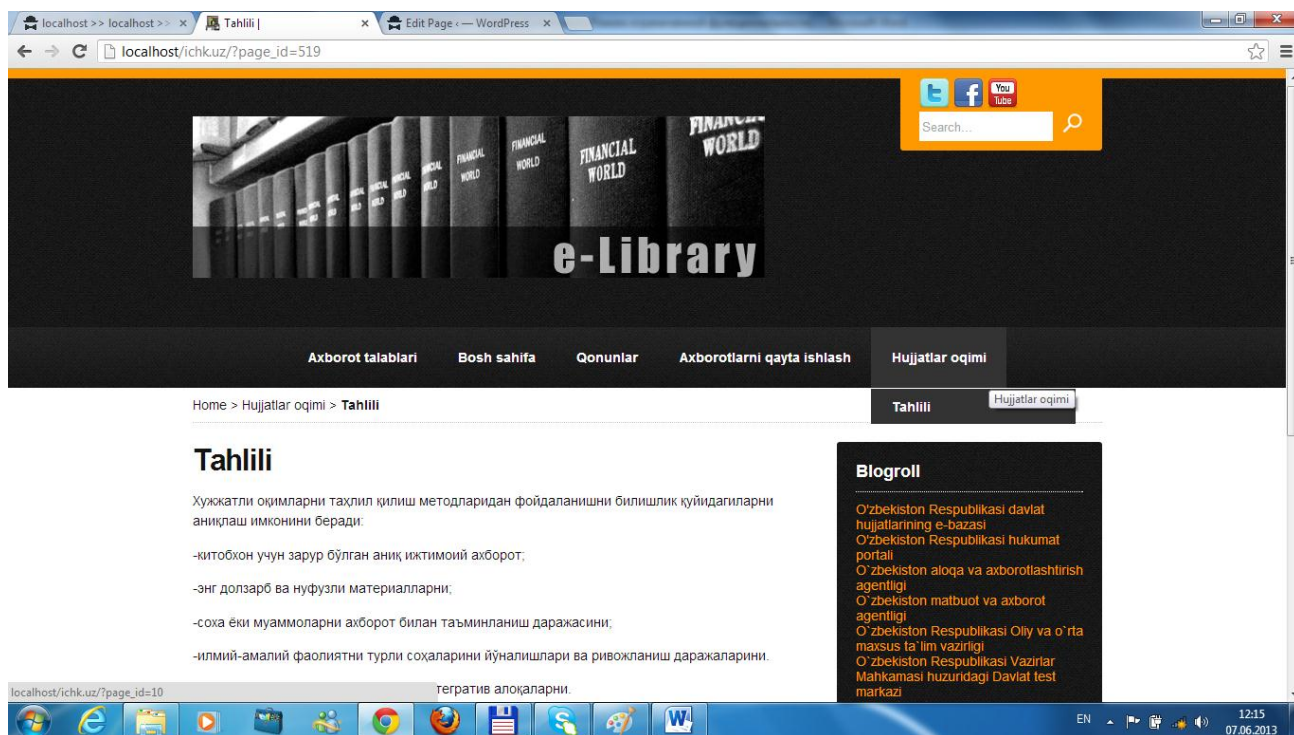 localhost >> localhost >>
Tahlili |
Edit Page ‹ — WordPress
localhost/ichk.uz/?page_id=519
You
Tube
Search...
FINANCIAL
WORLD
FINANCIAL
WORLD
FINANCIAL
WORLD
WORLD
e-Library
Axborot talablari Bosh sahifa Qonunlar Axborotlarni qayta ishlash Hujjatlar oqimi
Home > Hujjatlar oqimi > Tahlili
Tahlili
Hujjatlar oqimi
Tahlili
Хужжатли оқимларни таҳлил қилиш методларидан фойдаланишни билишлик қуйидагиларни
аниқлаш имконини беради:
-китобхон учун зарур бўлган аниқ ижтимоий ахборот;
-энг долзарб ва нуфузли материалларни;
-соха ёки муаммоларни ахборот билан таъминланиш даражасини;
-илмий-амалий фаолиятни турли соҳаларини йўналишлари ва ривожланиш даражаларини.
алоқаларни.
Blogroll
O'zbekiston Respublikasi davlat
hujjatlarining e-bazasi
O'zbekiston Respublikasi hukumat
portali
O`zbekiston aloqa va axborotlashtirish
agentligi
O`zbekiston matbuot va axborot
agentligi
O`zbekiston Respublikasi Oliy va o`rta
maxsus ta`lim vazirligi
O`zbekiston Respublikasi Vazirlar
Mahkamasi huzuridagi Davlat test
markazi
localhost/ichk.uz/?page_id=10
EN
12:15
07.06.2013